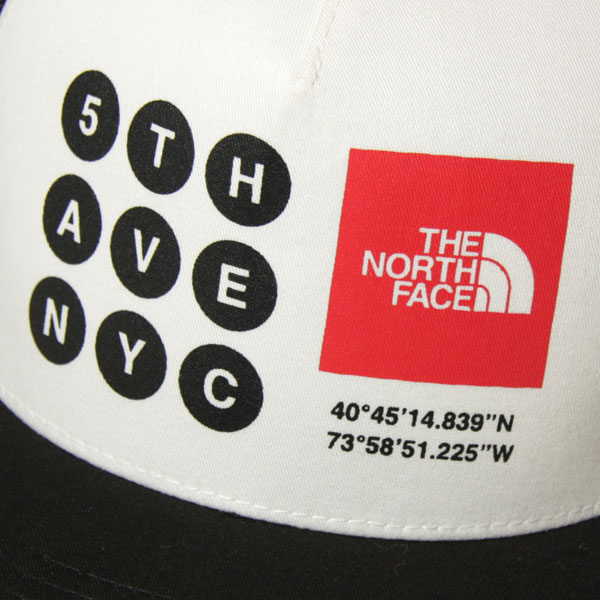 5TH
AVE
NYC
THE
NORTH
FACE
40°45'14.839"N
73°58'51.225"W